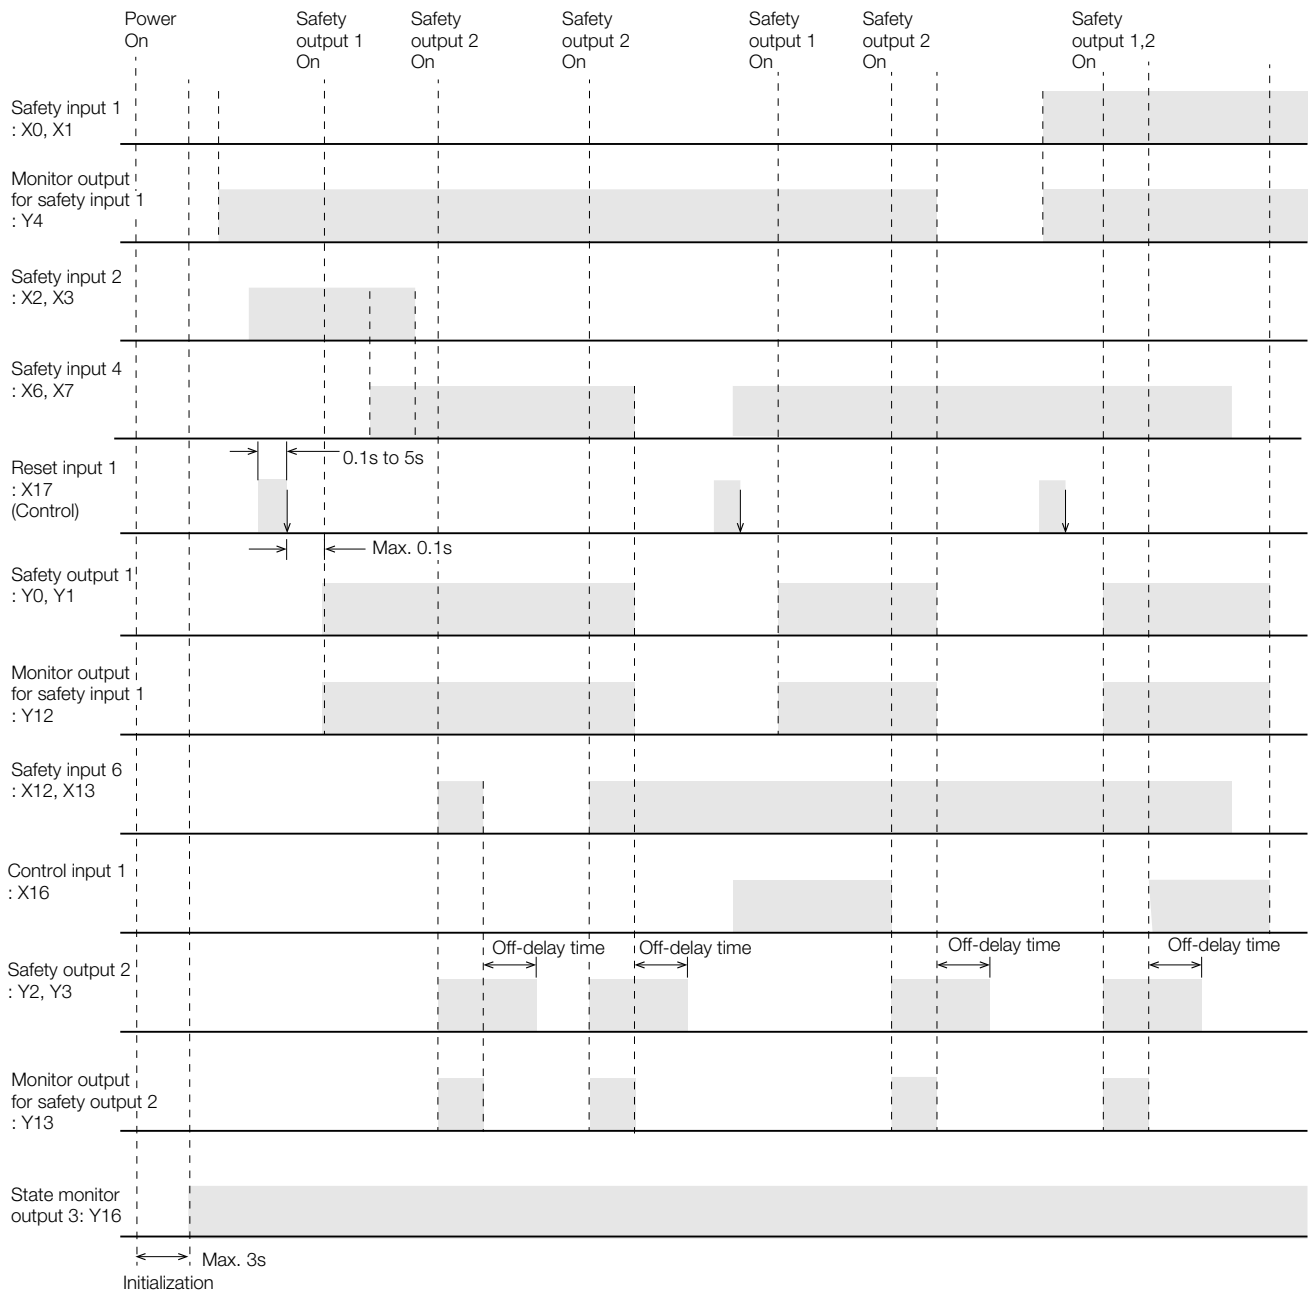 Power
On
Safety
output 1
On
Safety
output 2
On
Safety
output 2
On
Safety
output 1
On
Safety
output 2
On
Safety
output 1,2
On
Safety input 1
: X0, X1
Monitor output
for safety input 1
: Y4
Safety input 2
: X2, X3
Safety input 4
: X6, X7
0.1s to 5s
Reset input 1
: X17
(Control)
Max. 0.1s
Safety output 1
: Y0, Y1
Monitor output
for safety input 1
: Y12
Safety input 6
: X12, X13
Control input 1
: X16
Off-delay time
Off-delay time
Off-delay time
Off-delay time
Safety output 2
: Y2, Y3
Monitor output
for safety output 2
: Y13
State monitor
output 3: Y16
Max. 3s
Initialization